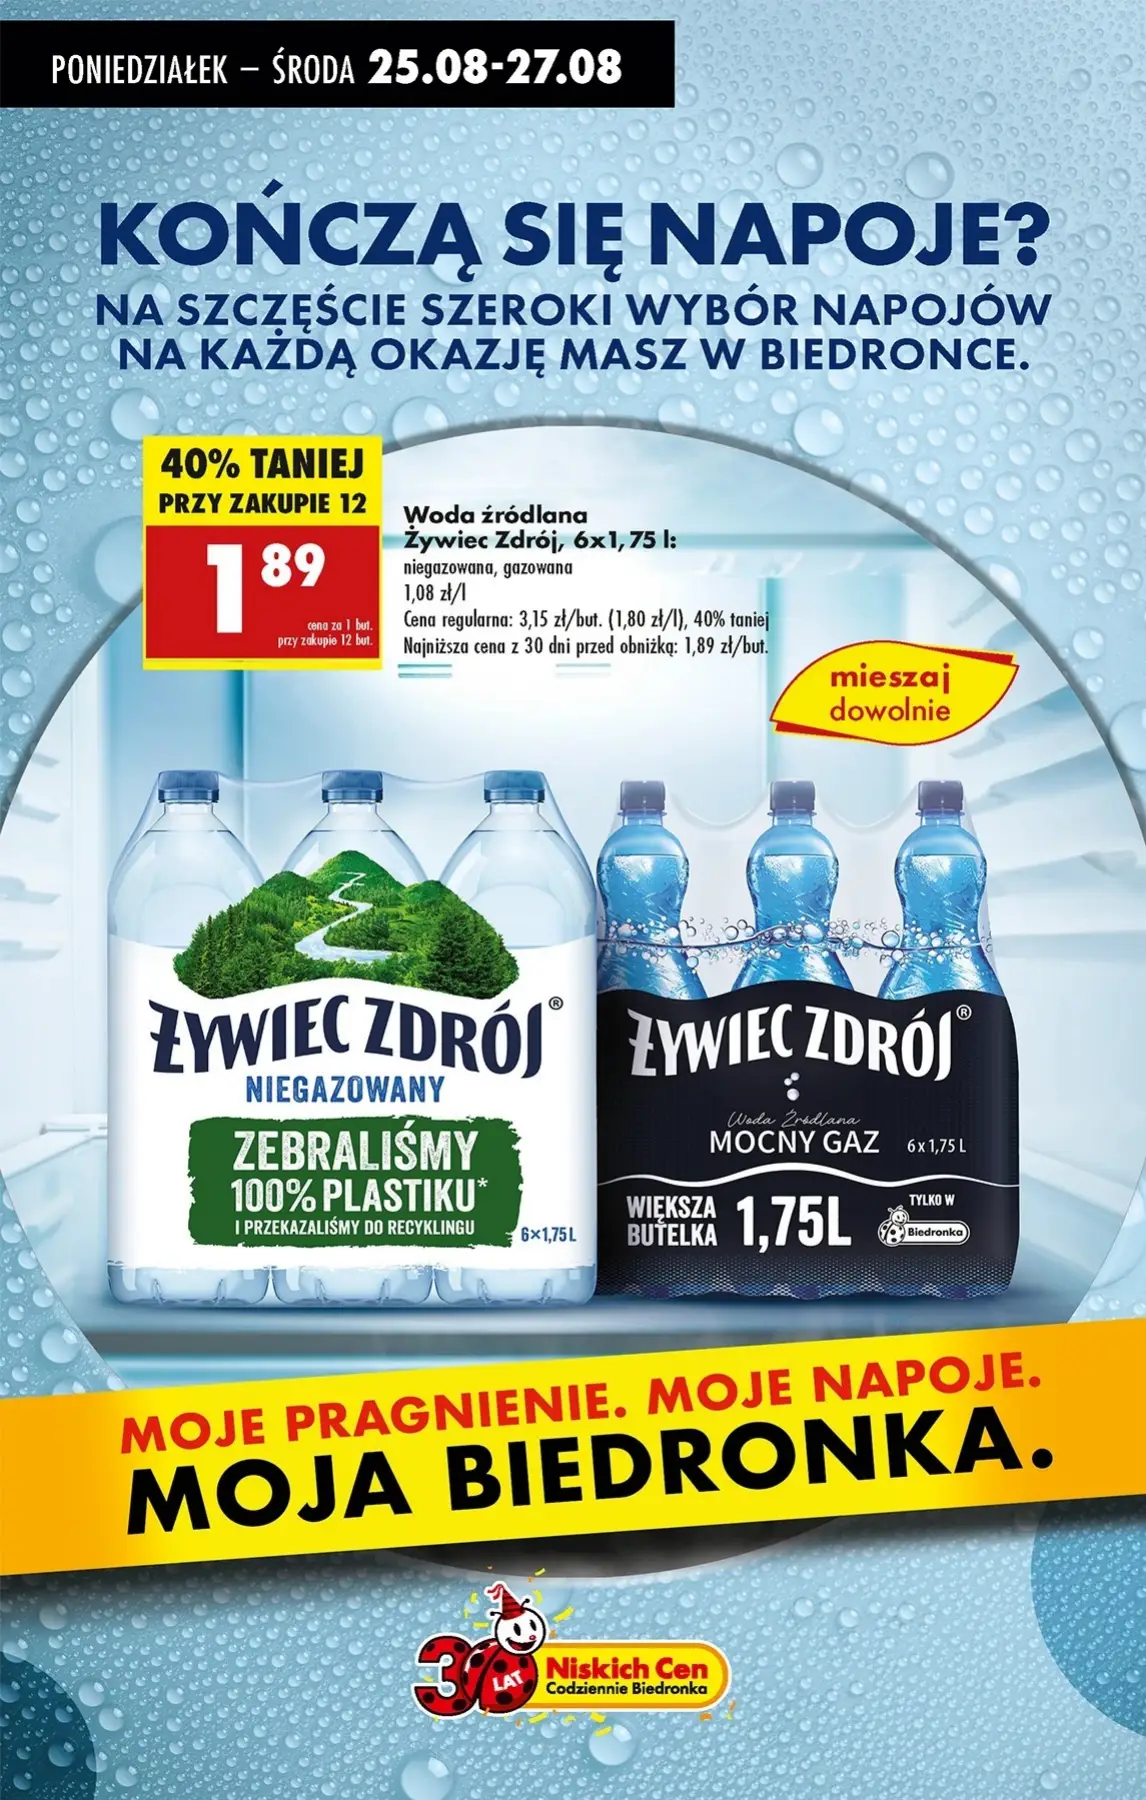 PONIEDZIAŁEK – ŚRODA 25.08-27.08
KOŃCZĄ SIĘ NAPOJE?
NA SZCZĘŚCIE SZEROKI WYBÓR NAPOJÓW
NA KAŻDĄ OKAZJĘ MASZ W BIEDRONCE.
40% TANIEJ
PRZY ZAKUPIE 12
1 89
cena za 1 but.
przy zakupie 12 but.
Woda źródlana
Żywiec Zdrój, 6x1,75 l:
niegazowana, gazowana
1,08 zł/l
Cena regularna: 3,15 zł/but. (1,80 zł/l), 40% taniej
Najniższa cena z 30 dni przed obniżką: 1,89 zł/but.
mieszaj
dowolnie
ŻYWIEC ZDRÓJ®
NIEGAZOWANY
ZEBRALIŚMY
100% PLASTIKU*
I PRZEKAZALIŚMY DO RECYKLINGU
6×1,75L
ŻYWIEC ZDRÓJ®
Woda Źródlana
MOCNY GAZ 6 x 1,75 L
WIĘKSZA
BUTELKA
1,75L
TYLKO W
Biedronka
MOJE PRAGNIENIE. MOJE NAPOJE.
MOJA BIEDRONKA.
30 LAT
Niskich Cen
Codziennie Biedronka